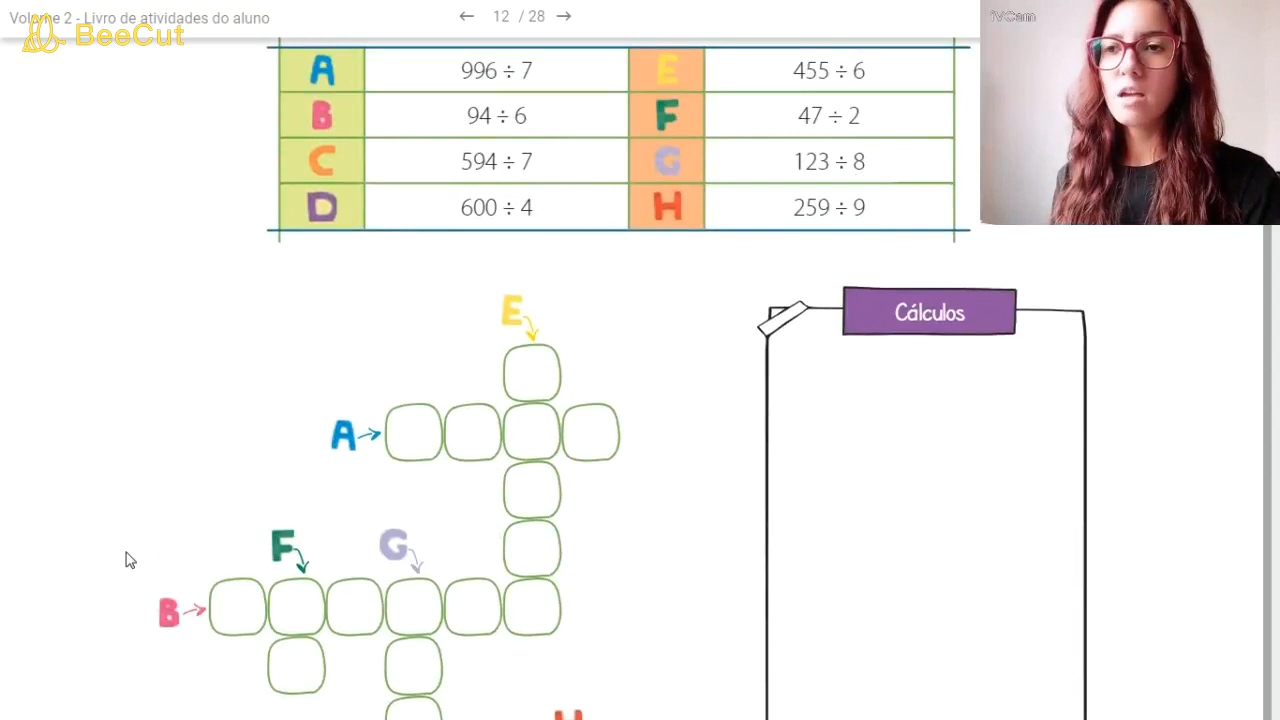 Volume 2 - Livro de atividades do aluno
← 12 / 28 →
BeeCut
iVCam
A 996 ÷ 7 E 455 ÷ 6
B 94 ÷ 6 F 47 ÷ 2
C 594 ÷ 7 G 123 ÷ 8
D 600 ÷ 4 H 259 ÷ 9
E
Cálculos
A
F G
B
H